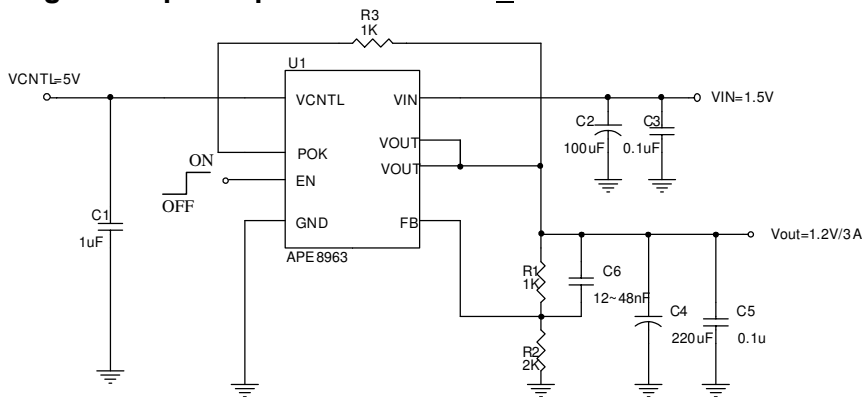 R3
1K
U1
VCNTL=5V
VCNTL
VIN
VIN=1.5V
C2
100uF
C3
0.1uF
VOUT
POK
VOUT
ON
OFF
EN
C1
1uF
GND
FB
APE8963
Vout=1.2V/3A
R1
1K
C6
12~48nF
C4
220uF
C5
0.1u
R2
2K